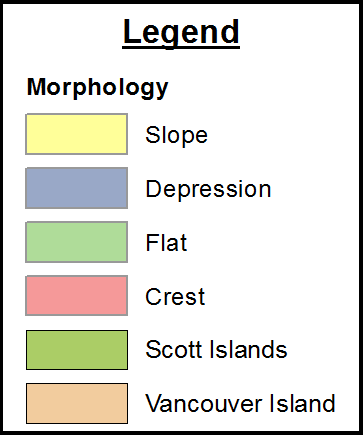 Legend
Morphology
Slope
Depression
Flat
Crest
Scott Islands
Vancouver Island